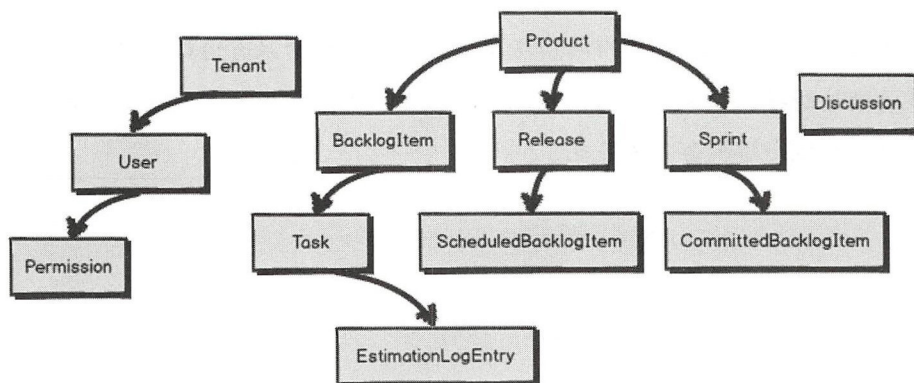 Product
Tenant
Discussion
BacklogItem
Release
Sprint
User
Task
ScheduledBacklogItem
CommittedBacklogItem
Permission
EstimationLogEntry